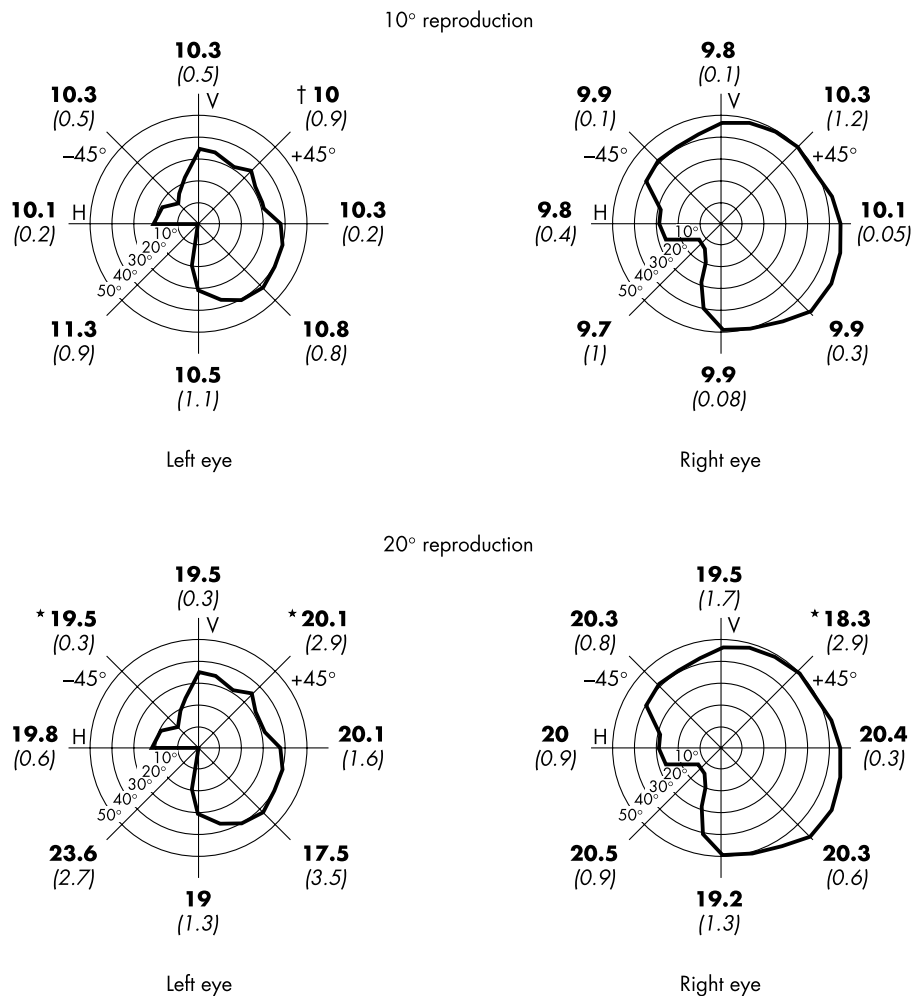 10° reproduction
10.3 9.8
(0.5) (0.1)
10.3 † 10 9.9 10.3
(0.5) V (0.9) (0.1) V (1.2)
–45° +45° –45° +45°
10.1 H 10.3 9.8 H 10.1
(0.2) (0.2) (0.4) (0.05)
10° 10°
20° 20°
30° 30°
40° 40°
50° 50°
11.3 10.8 9.7 9.9
(0.9) (0.8) (1) (0.3)
10.5 9.9
(1.1) (0.08)
Left eye Right eye
20° reproduction
19.5 19.5
(0.3) (1.7)
★ 19.5 ★ 20.1 20.3 ★ 18.3
(0.3) V (2.9) (0.8) V (2.9)
–45° +45° –45° +45°
19.8 H 20.1 20 H 20.4
(0.6) (1.6) (0.9) (0.3)
10° 10°
20° 20°
30° 30°
40° 40°
50° 50°
23.6 17.5 20.5 20.3
(2.7) (3.5) (0.9) (0.6)
19 19.2
(1.3) (1.3)
Left eye Right eye